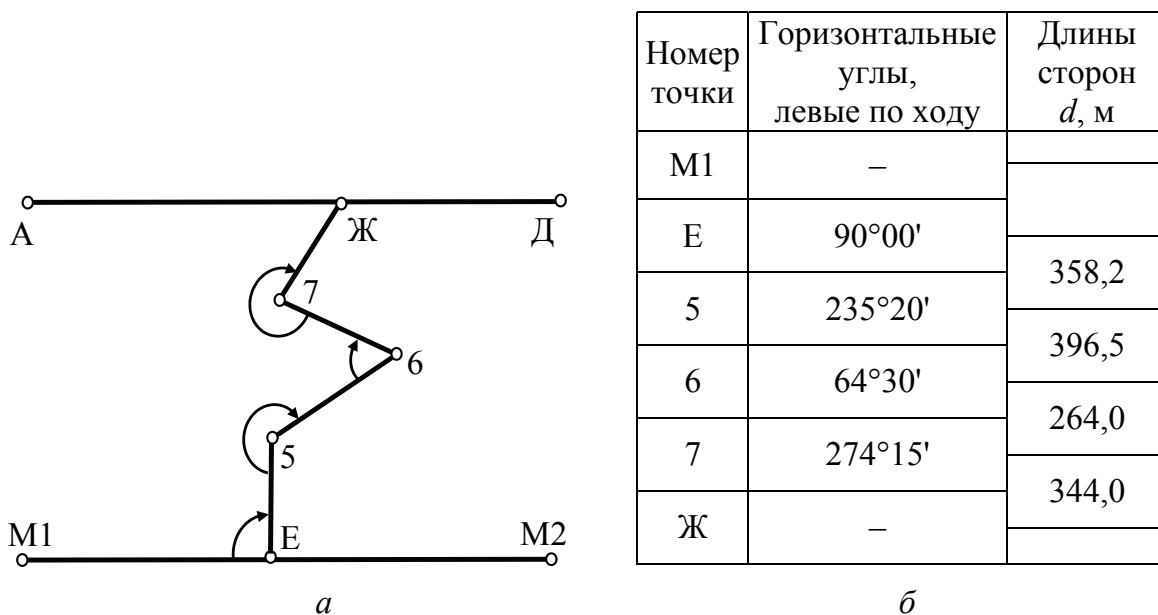 А
Ж
Д
7
6
5
М1
Е
М2
а
Номер точки
Горизонтальные углы, левые по ходу
Длины сторон d, м
М1
–
Е
90°00'
358,2
5
235°20'
396,5
6
64°30'
264,0
7
274°15'
344,0
Ж
–
б